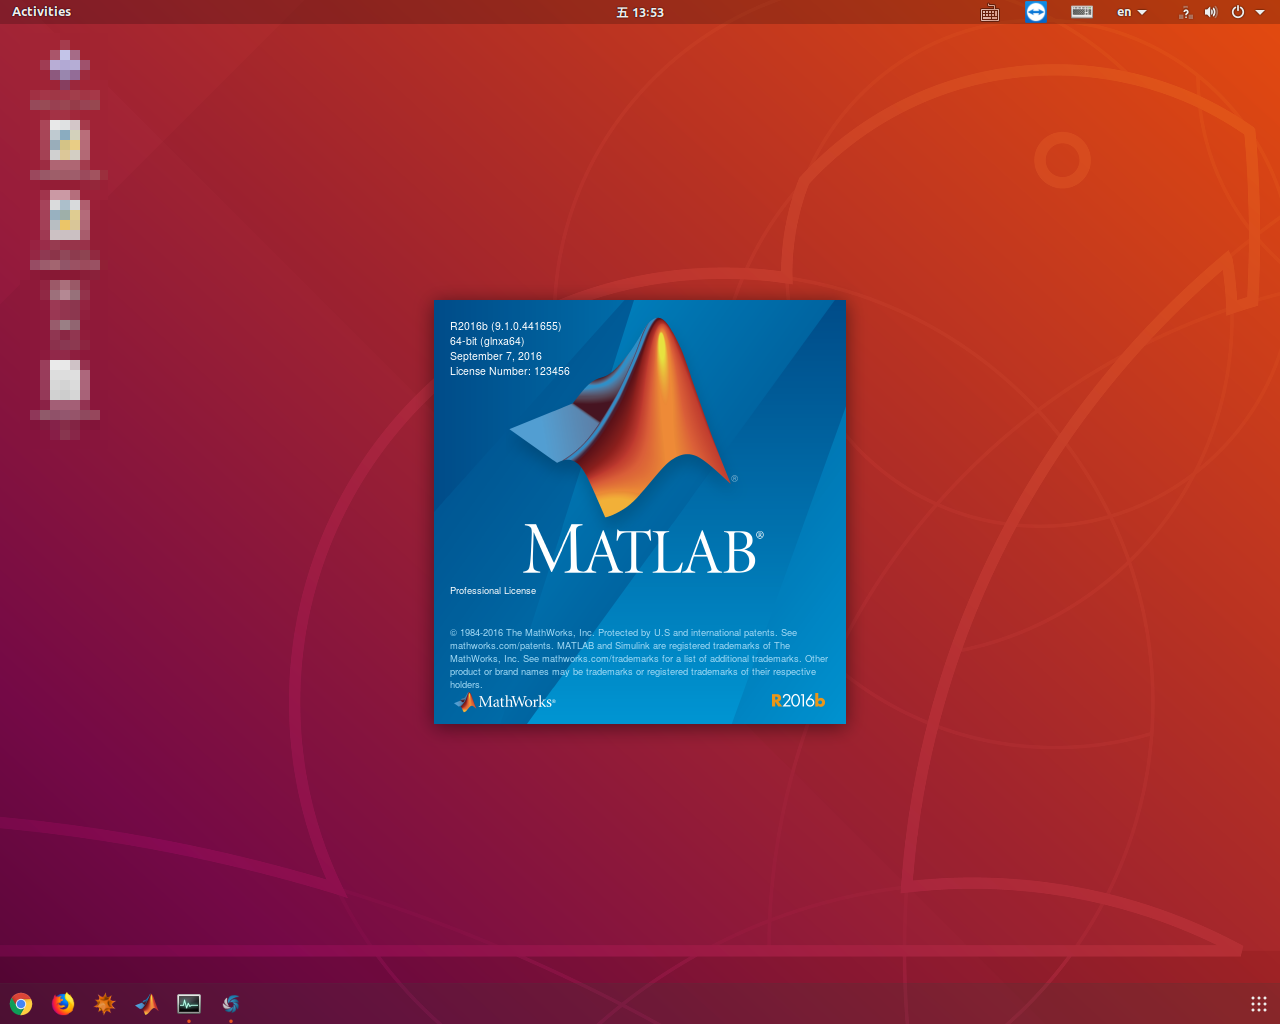 Activities
五 13:53
en
R2016b (9.1.0.441655)
64-bit (glnxa64)
September 7, 2016
License Number: 123456
®
MATLAB®
Professional License
© 1984-2016 The MathWorks, Inc. Protected by U.S and international patents. See
mathworks.com/patents. MATLAB and Simulink are registered trademarks of The
MathWorks, Inc. See mathworks.com/trademarks for a list of additional trademarks. Other
product or brand names may be trademarks or registered trademarks of their respective
holders.
MathWorks®
R2016b